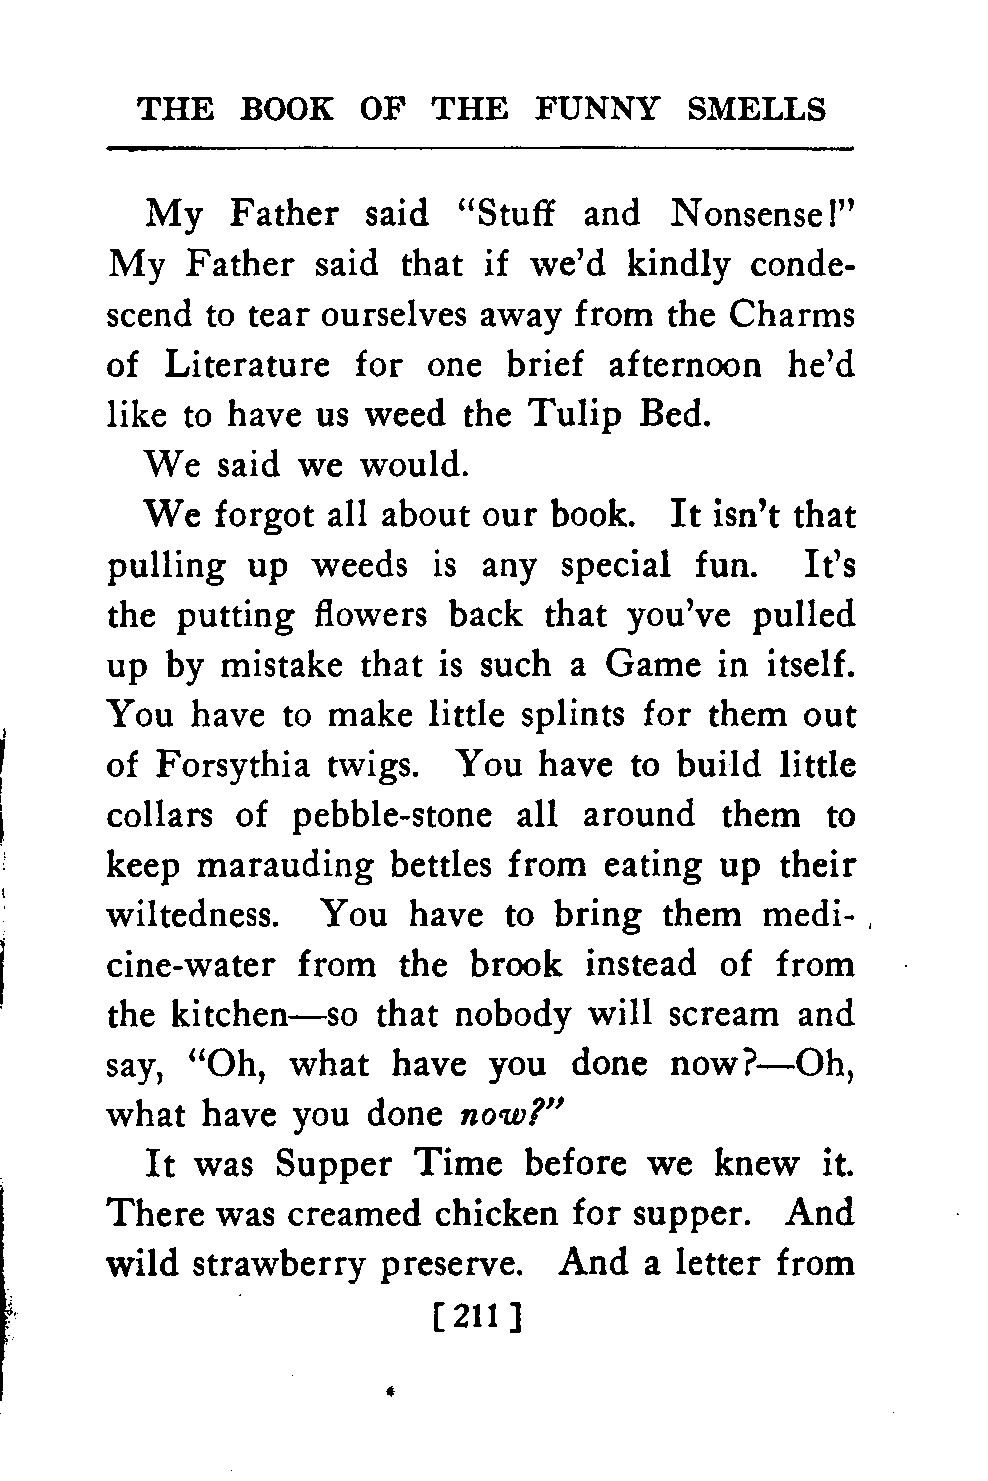 THE BOOK OF THE FUNNY SMELLS
My Father said “Stuff and Nonsense!”
My Father said that if we’d kindly conde-
scend to tear ourselves away from the Charms
of Literature for one brief afternoon he’d
like to have us weed the Tulip Bed.
We said we would.
We forgot all about our book. It isn’t that
pulling up weeds is any special fun. It’s
the putting flowers back that you’ve pulled
up by mistake that is such a Game in itself.
You have to make little splints for them out
of Forsythia twigs. You have to build little
collars of pebble-stone all around them to
keep marauding bettles from eating up their
wiltedness. You have to bring them medi-
cine-water from the brook instead of from
the kitchen—so that nobody will scream and
say, “Oh, what have you done now?—Oh,
what have you done now?”
It was Supper Time before we knew it.
There was creamed chicken for supper. And
wild strawberry preserve. And a letter from
[ 211 ]